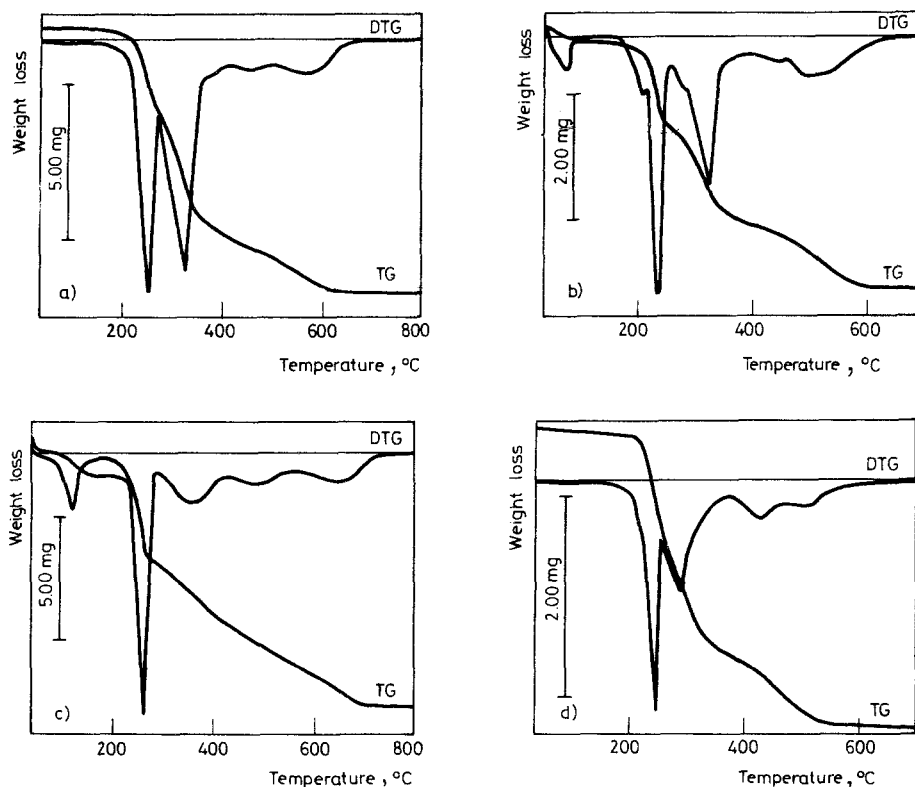 DTG
Weight loss
5.00 mg
a)
TG
200 400 600 800
Temperature , °C
DTG
Weight loss
2.00 mg
b)
TG
200 400 600
Temperature , °C
DTG
Weight loss
5.00 mg
c)
TG
200 400 600 800
Temperature , °C
DTG
Weight loss
2.00 mg
d)
TG
200 400 600
Temperature , °C